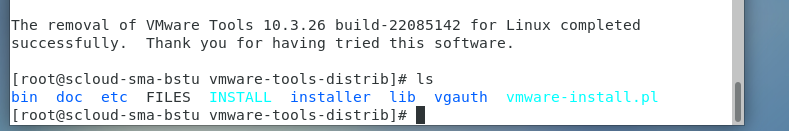 The removal of VMware Tools 10.3.26 build-22085142 for Linux completed
successfully.  Thank you for having tried this software.
[root@scloud-sma-bstu vmware-tools-distrib]# ls
bin  doc  etc  FILES  INSTALL  installer  lib  vgauth  vmware-install.pl
[root@scloud-sma-bstu vmware-tools-distrib]#